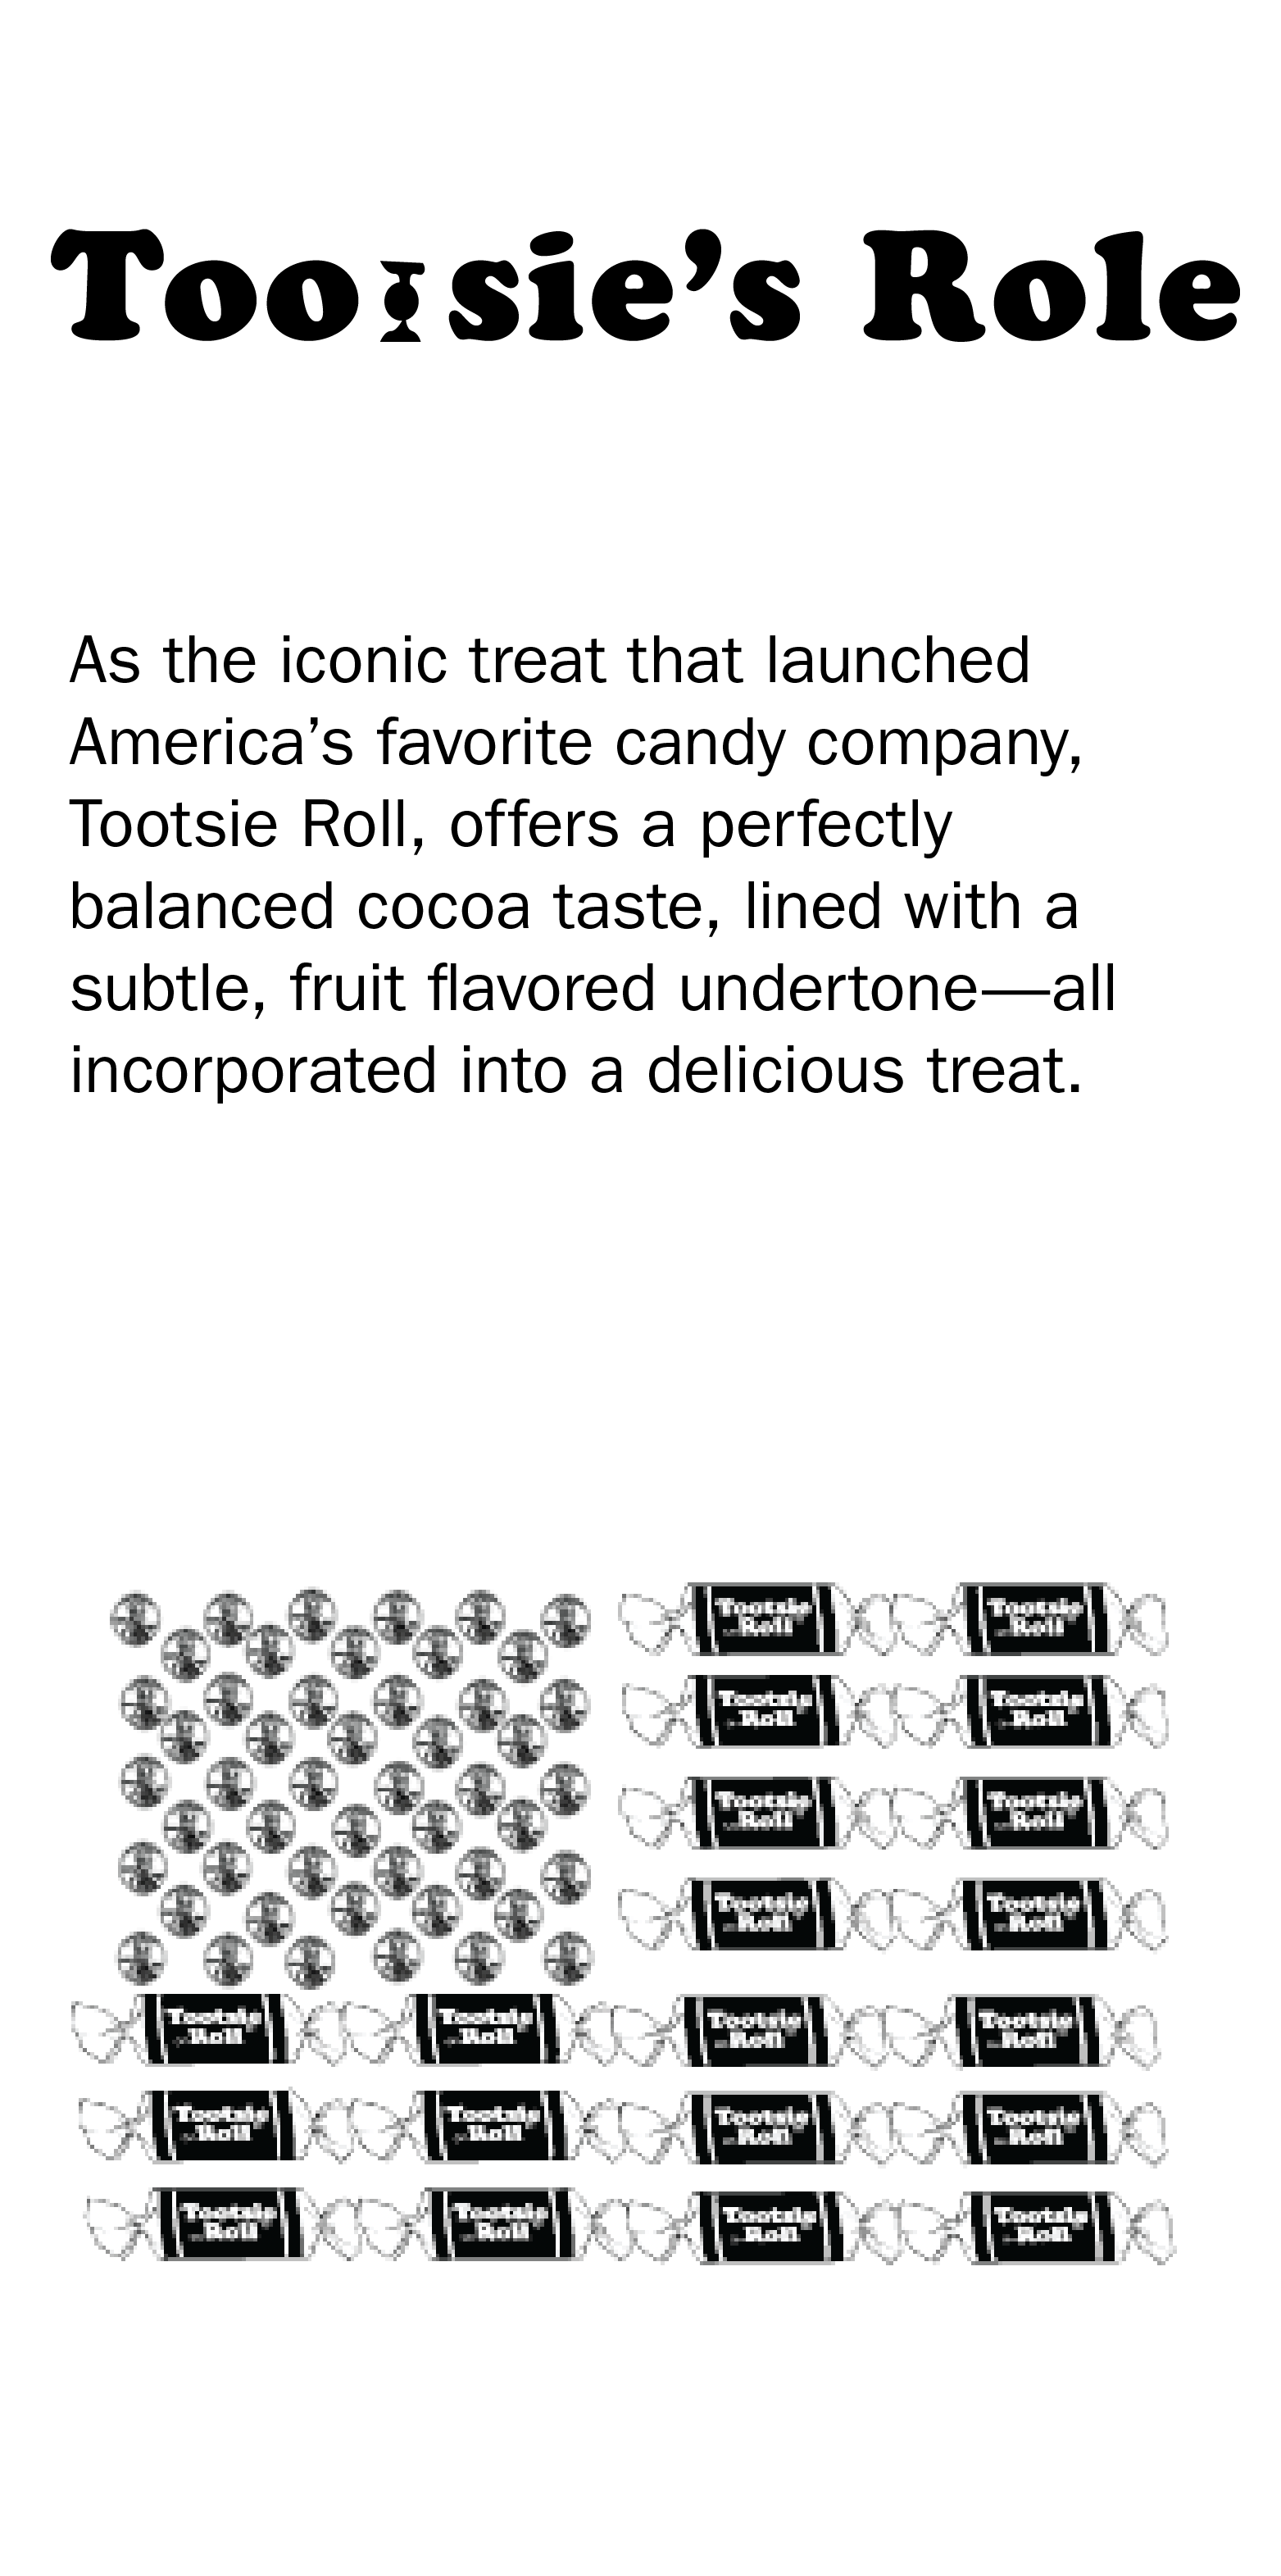 Tootsie’s Role
As the iconic treat that launched
America’s favorite candy company,
Tootsie Roll, offers a perfectly
balanced cocoa taste, lined with a
subtle, fruit flavored undertone—all
incorporated into a delicious treat.
Tootsie Roll Tootsie Roll
Tootsie Roll Tootsie Roll
Tootsie Roll Tootsie Roll
Tootsie Roll Tootsie Roll
Tootsie Roll Tootsie Roll Tootsie Roll Tootsie Roll
Tootsie Roll Tootsie Roll Tootsie Roll Tootsie Roll
Tootsie Roll Tootsie Roll Tootsie Roll Tootsie Roll